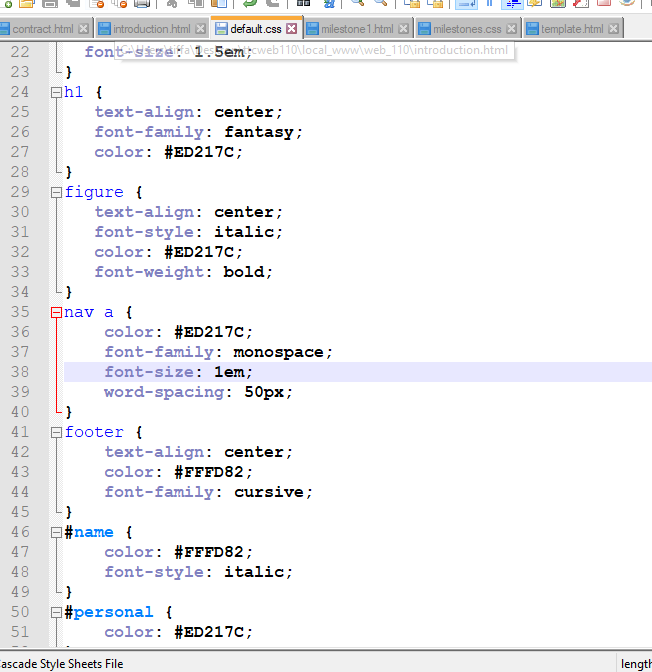 contract.html introduction.html default.css milestone1.html milestones.css template.html
web110\local_www\web_110\introduction.html
22 font-size: 1.5em;
23 }
24 h1 {
25 text-align: center;
26 font-family: fantasy;
27 color: #ED217C;
28 }
29 figure {
30 text-align: center;
31 font-style: italic;
32 color: #ED217C;
33 font-weight: bold;
34 }
35 nav a {
36 color: #ED217C;
37 font-family: monospace;
38 font-size: 1em;
39 word-spacing: 50px;
40 }
41 footer {
42 text-align: center;
43 color: #FFFD82;
44 font-family: cursive;
45 }
46 #name {
47 color: #FFFD82;
48 font-style: italic;
49 }
50 #personal {
51 color: #ED217C;
ascade Style Sheets File length